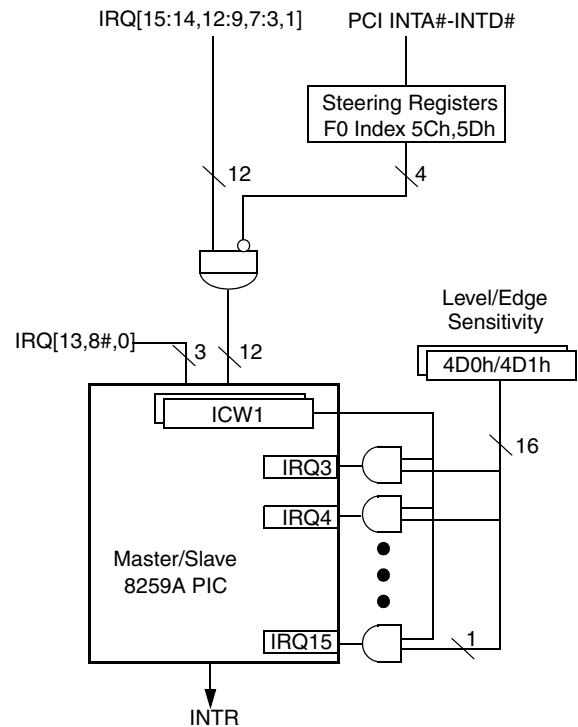 IRQ[15:14,12:9,7:3,1]
PCI INTA#-INTD#
Steering Registers
F0 Index 5Ch,5Dh
12
4
Level/Edge
Sensitivity
IRQ[13,8#,0]
3
12
4D0h/4D1h
ICW1
16
IRQ3
IRQ4
Master/Slave
8259A PIC
IRQ15
1
INTR